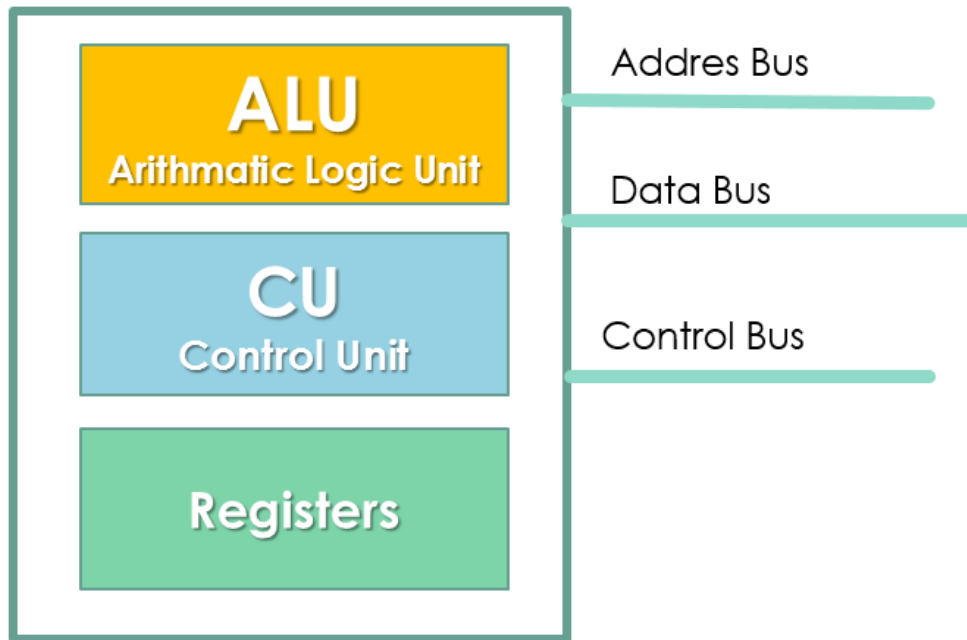 ALU
Arithmatic Logic Unit
CU
Control Unit
Registers
Addres Bus
Data Bus
Control Bus